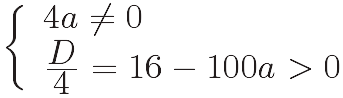 4a ≠ 0
D/4 = 16 − 100a > 0